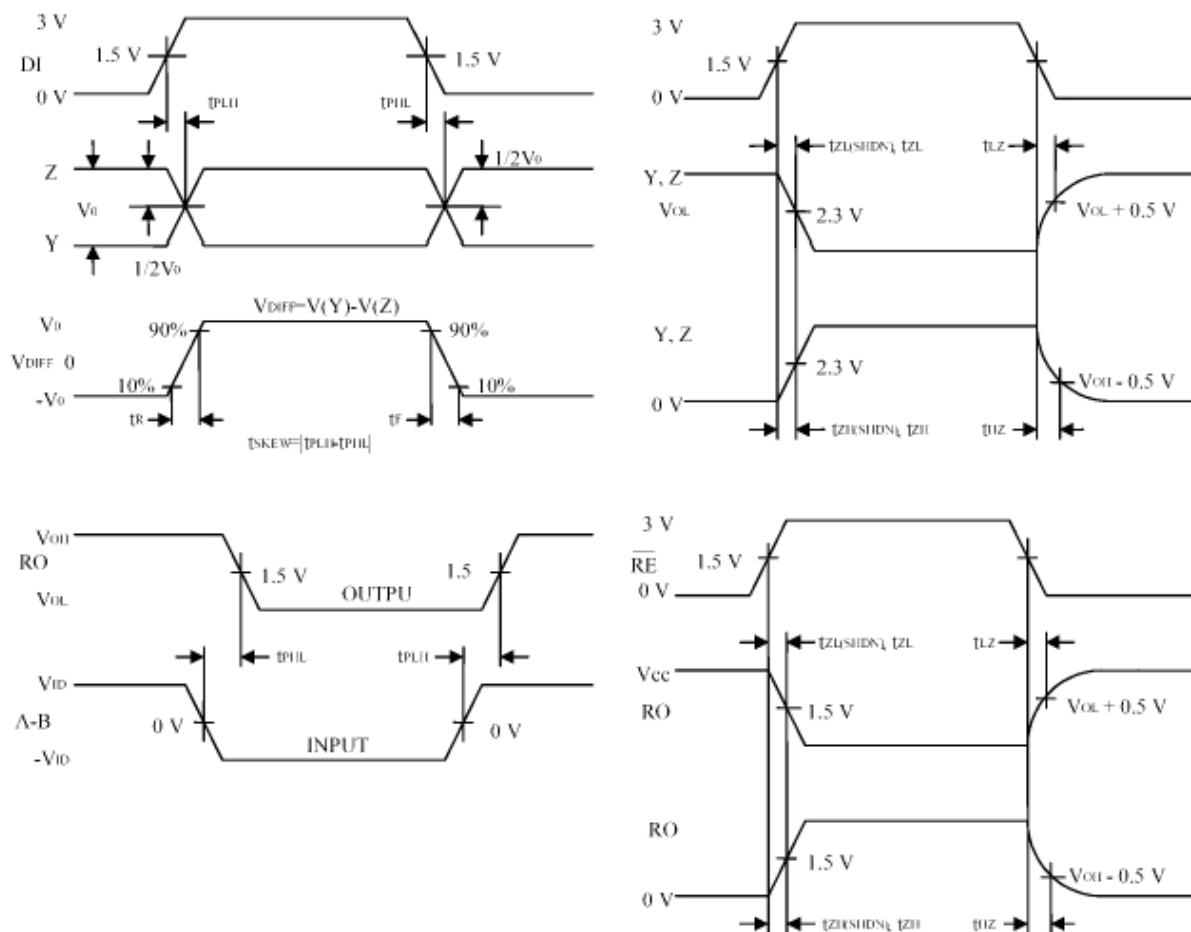 3 V
1.5 V
1.5 V
DI
0 V
tPLH
tPHL
Z
1/2V0
V0
Y
1/2V0
VDIFF=V(Y)-V(Z)
V0
90%
90%
VDIFF 0
10%
10%
-V0
tR
tF
tSKEW=|tPLH-tPHL|
3 V
1.5 V
0 V
tZL(SHDN), tZL
tLZ
Y, Z
VOL
2.3 V
VOL + 0.5 V
Y, Z
2.3 V
VOH - 0.5 V
0 V
tZH(SHDN), tZH
tHZ
VOH
RO
1.5 V
1.5
VOL
OUTPU
tPHL
tPLH
VID
A-B
0 V
0 V
INPUT
-VID
3 V
RE
1.5 V
0 V
tZL(SHDN), tZL
tLZ
Vcc
RO
1.5 V
VOL + 0.5 V
RO
1.5 V
VOH - 0.5 V
0 V
tZH(SHDN), tZH
tHZ